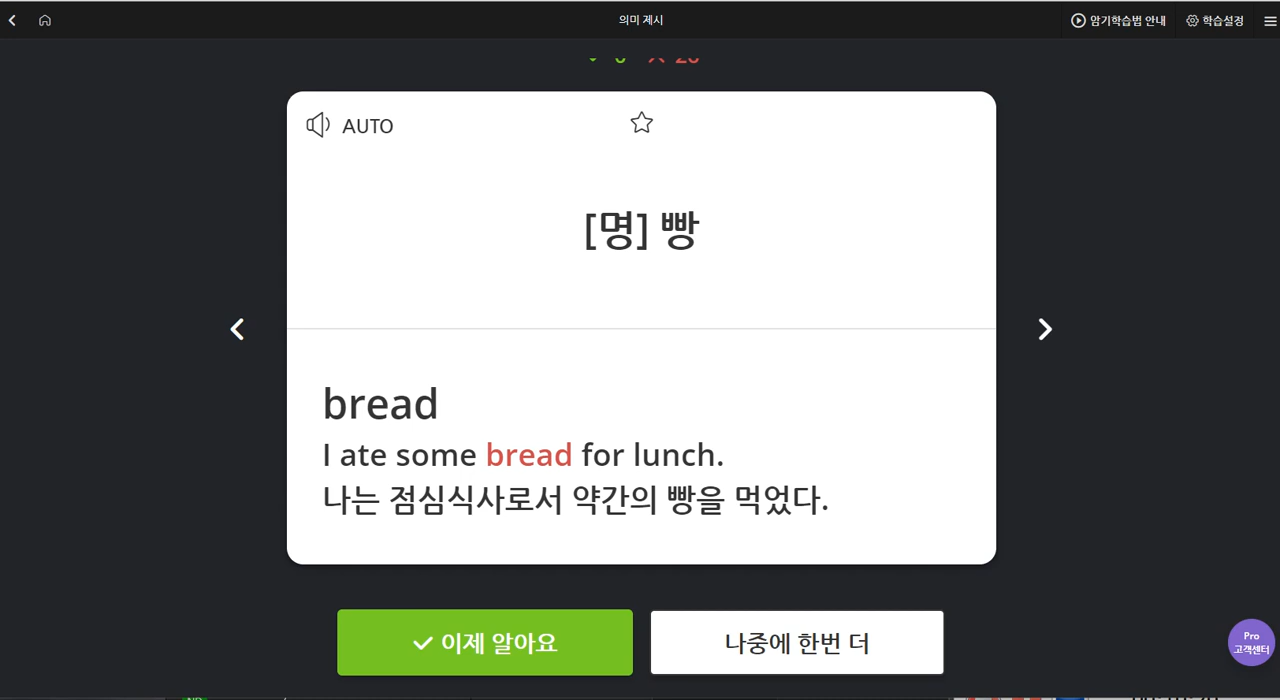 의미 제시
암기학습법 안내
학습설정
AUTO
[명] 빵
bread
I ate some bread for lunch.
나는 점심식사로서 약간의 빵을 먹었다.
이제 알아요
나중에 한번 더
Pro
고객센터